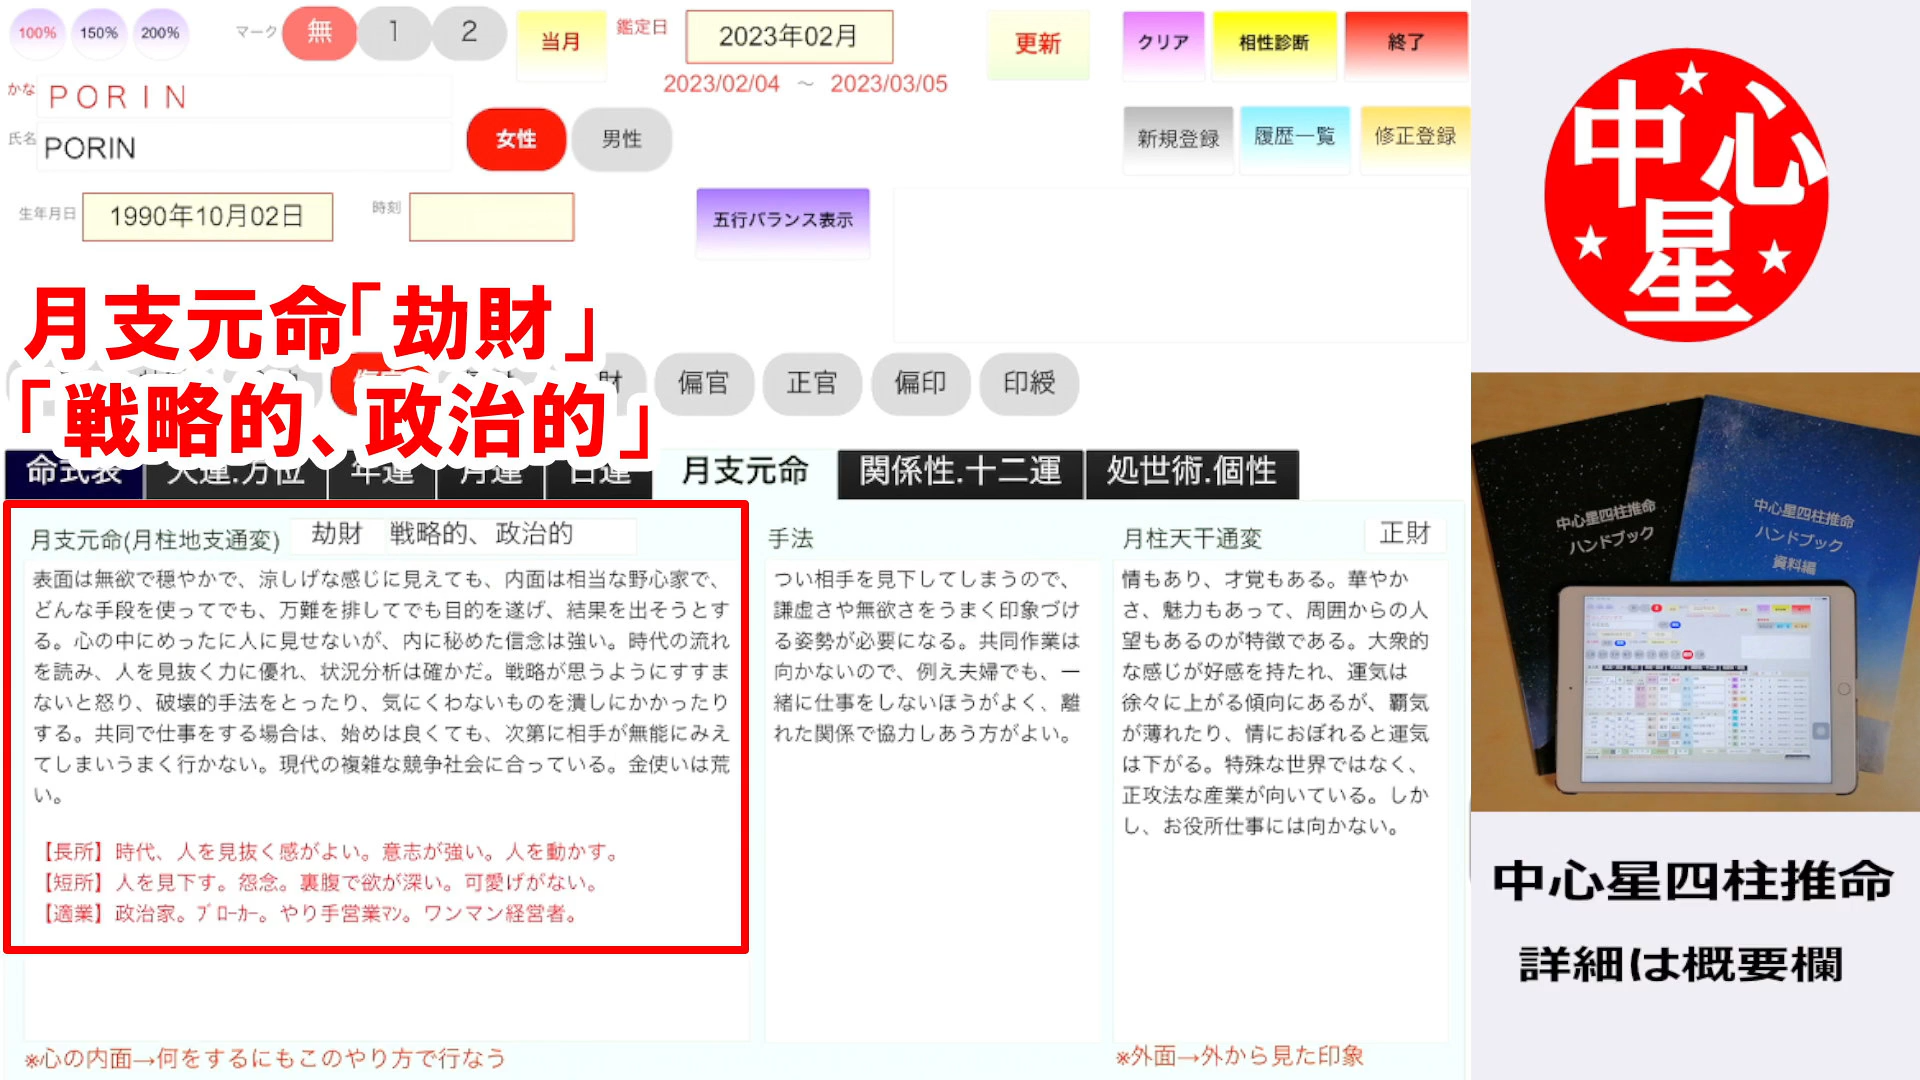 100% 150% 200% マーク 無 1 2 当月 鑑定日 2023年02月 更新 クリア 相性診断 終了
2023/02/04 ～ 2023/03/05
かな PORIN
氏名 PORIN 女性 男性 新規登録 履歴一覧 修正登録
生年月日 1990年10月02日 時刻 五行バランス表示
月支元命「劫財」
「戦略的、政治的」
財 偏官 正官 偏印 印綬
命式表 大運.方位 年運 月運 日運 月支元命 関係性.十二運 処世術.個性
月支元命(月柱地支通変) 劫財 戦略的、政治的
表面は無欲で穏やかで、涼しげな感じに見えても、内面は相当な野心家で、
どんな手段を使ってでも、万難を排してでも目的を遂げ、結果を出そうとす
る。心の中にめったに人に見せないが、内に秘めた信念は強い。時代の流れ
を読み、人を見抜く力に優れ、状況分析は確かだ。戦略が思うようにすすま
ないと怒り、破壊的手法をとったり、気にくわないものを潰しにかかったり
する。共同で仕事をする場合は、始めは良くても、次第に相手が無能にみえ
てしまいうまく行かない。現代の複雑な競争社会に合っている。金使いは荒
い。
【長所】時代、人を見抜く感がよい。意志が強い。人を動かす。
【短所】人を見下す。怨念。裏腹で欲が深い。可愛げがない。
【適業】政治家。ﾌﾞﾛｰｶｰ。やり手営業ﾏﾝ。ワンマン経営者。
※心の内面→何をするにもこのやり方で行なう
手法
つい相手を見下してしまうので、
謙虚さや無欲さをうまく印象づけ
る姿勢が必要になる。共同作業は
向かないので、例え夫婦でも、一
緒に仕事をしないほうがよく、離
れた関係で協力しあう方がよい。
月柱天干通変 正財
情もあり、才覚もある。華やか
さ、魅力もあって、周囲からの人
望もあるのが特徴である。大衆的
な感じが好感を持たれ、運気は
徐々に上がる傾向にあるが、覇気
が薄れたり、情におぼれると運気
は下がる。特殊な世界ではなく、
正攻法な産業が向いている。しか
し、お役所仕事には向かない。
※外面→外から見た印象
中心
星
中心星四柱推命
ハンドブック
中心星四柱推命
ハンドブック
資料編
中心星四柱推命
詳細は概要欄